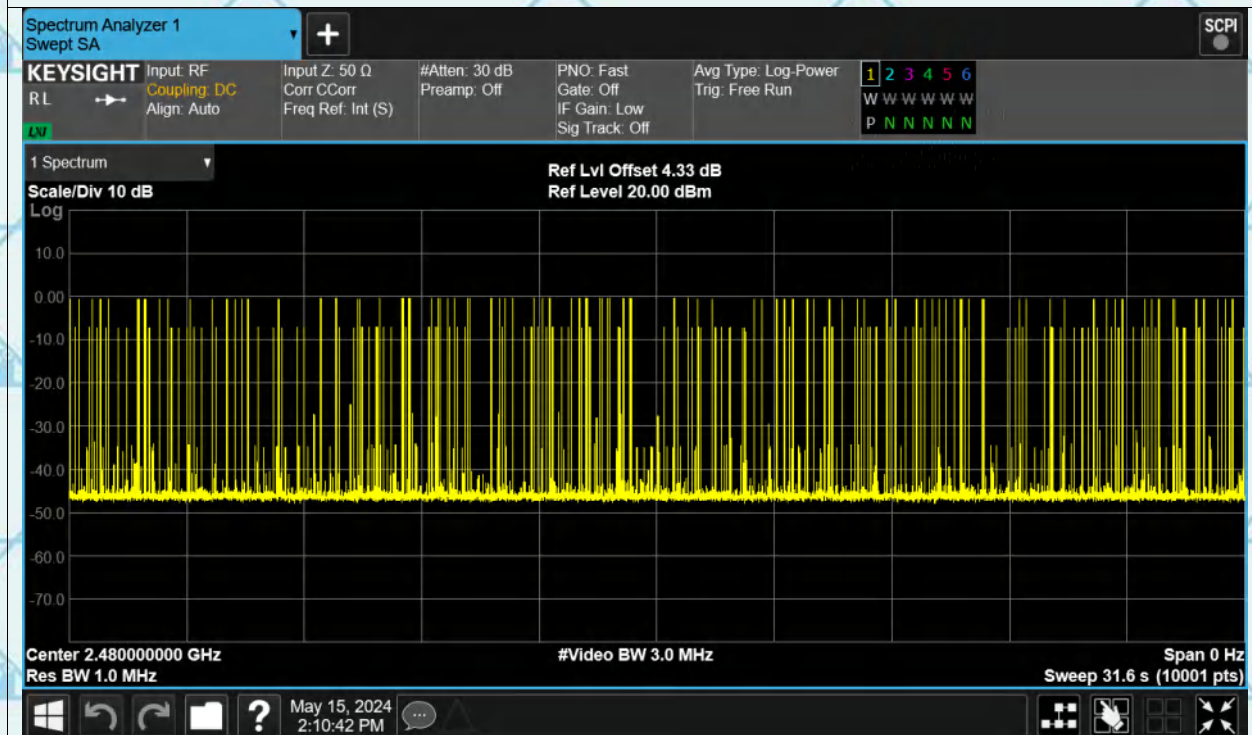 Spectrum Analyzer 1
Swept SA
+
SCPI
KEYSIGHT
RL
LXI
Input: RF
Coupling: DC
Align: Auto
Input Z: 50 Ω
Corr CCorr
Freq Ref: Int (S)
#Atten: 30 dB
Preamp: Off
PNO: Fast
Gate: Off
IF Gain: Low
Sig Track: Off
Avg Type: Log-Power
Trig: Free Run
1 2 3 4 5 6
W W W W W W
P N N N N N
1 Spectrum
Scale/Div 10 dB
Ref Lvl Offset 4.33 dB
Ref Level 20.00 dBm
Log
10.0
0.00
-10.0
-20.0
-30.0
-40.0
-50.0
-60.0
-70.0
Center 2.480000000 GHz
#Video BW 3.0 MHz
Span 0 Hz
Res BW 1.0 MHz
Sweep 31.6 s (10001 pts)
?
May 15, 2024
2:10:42 PM